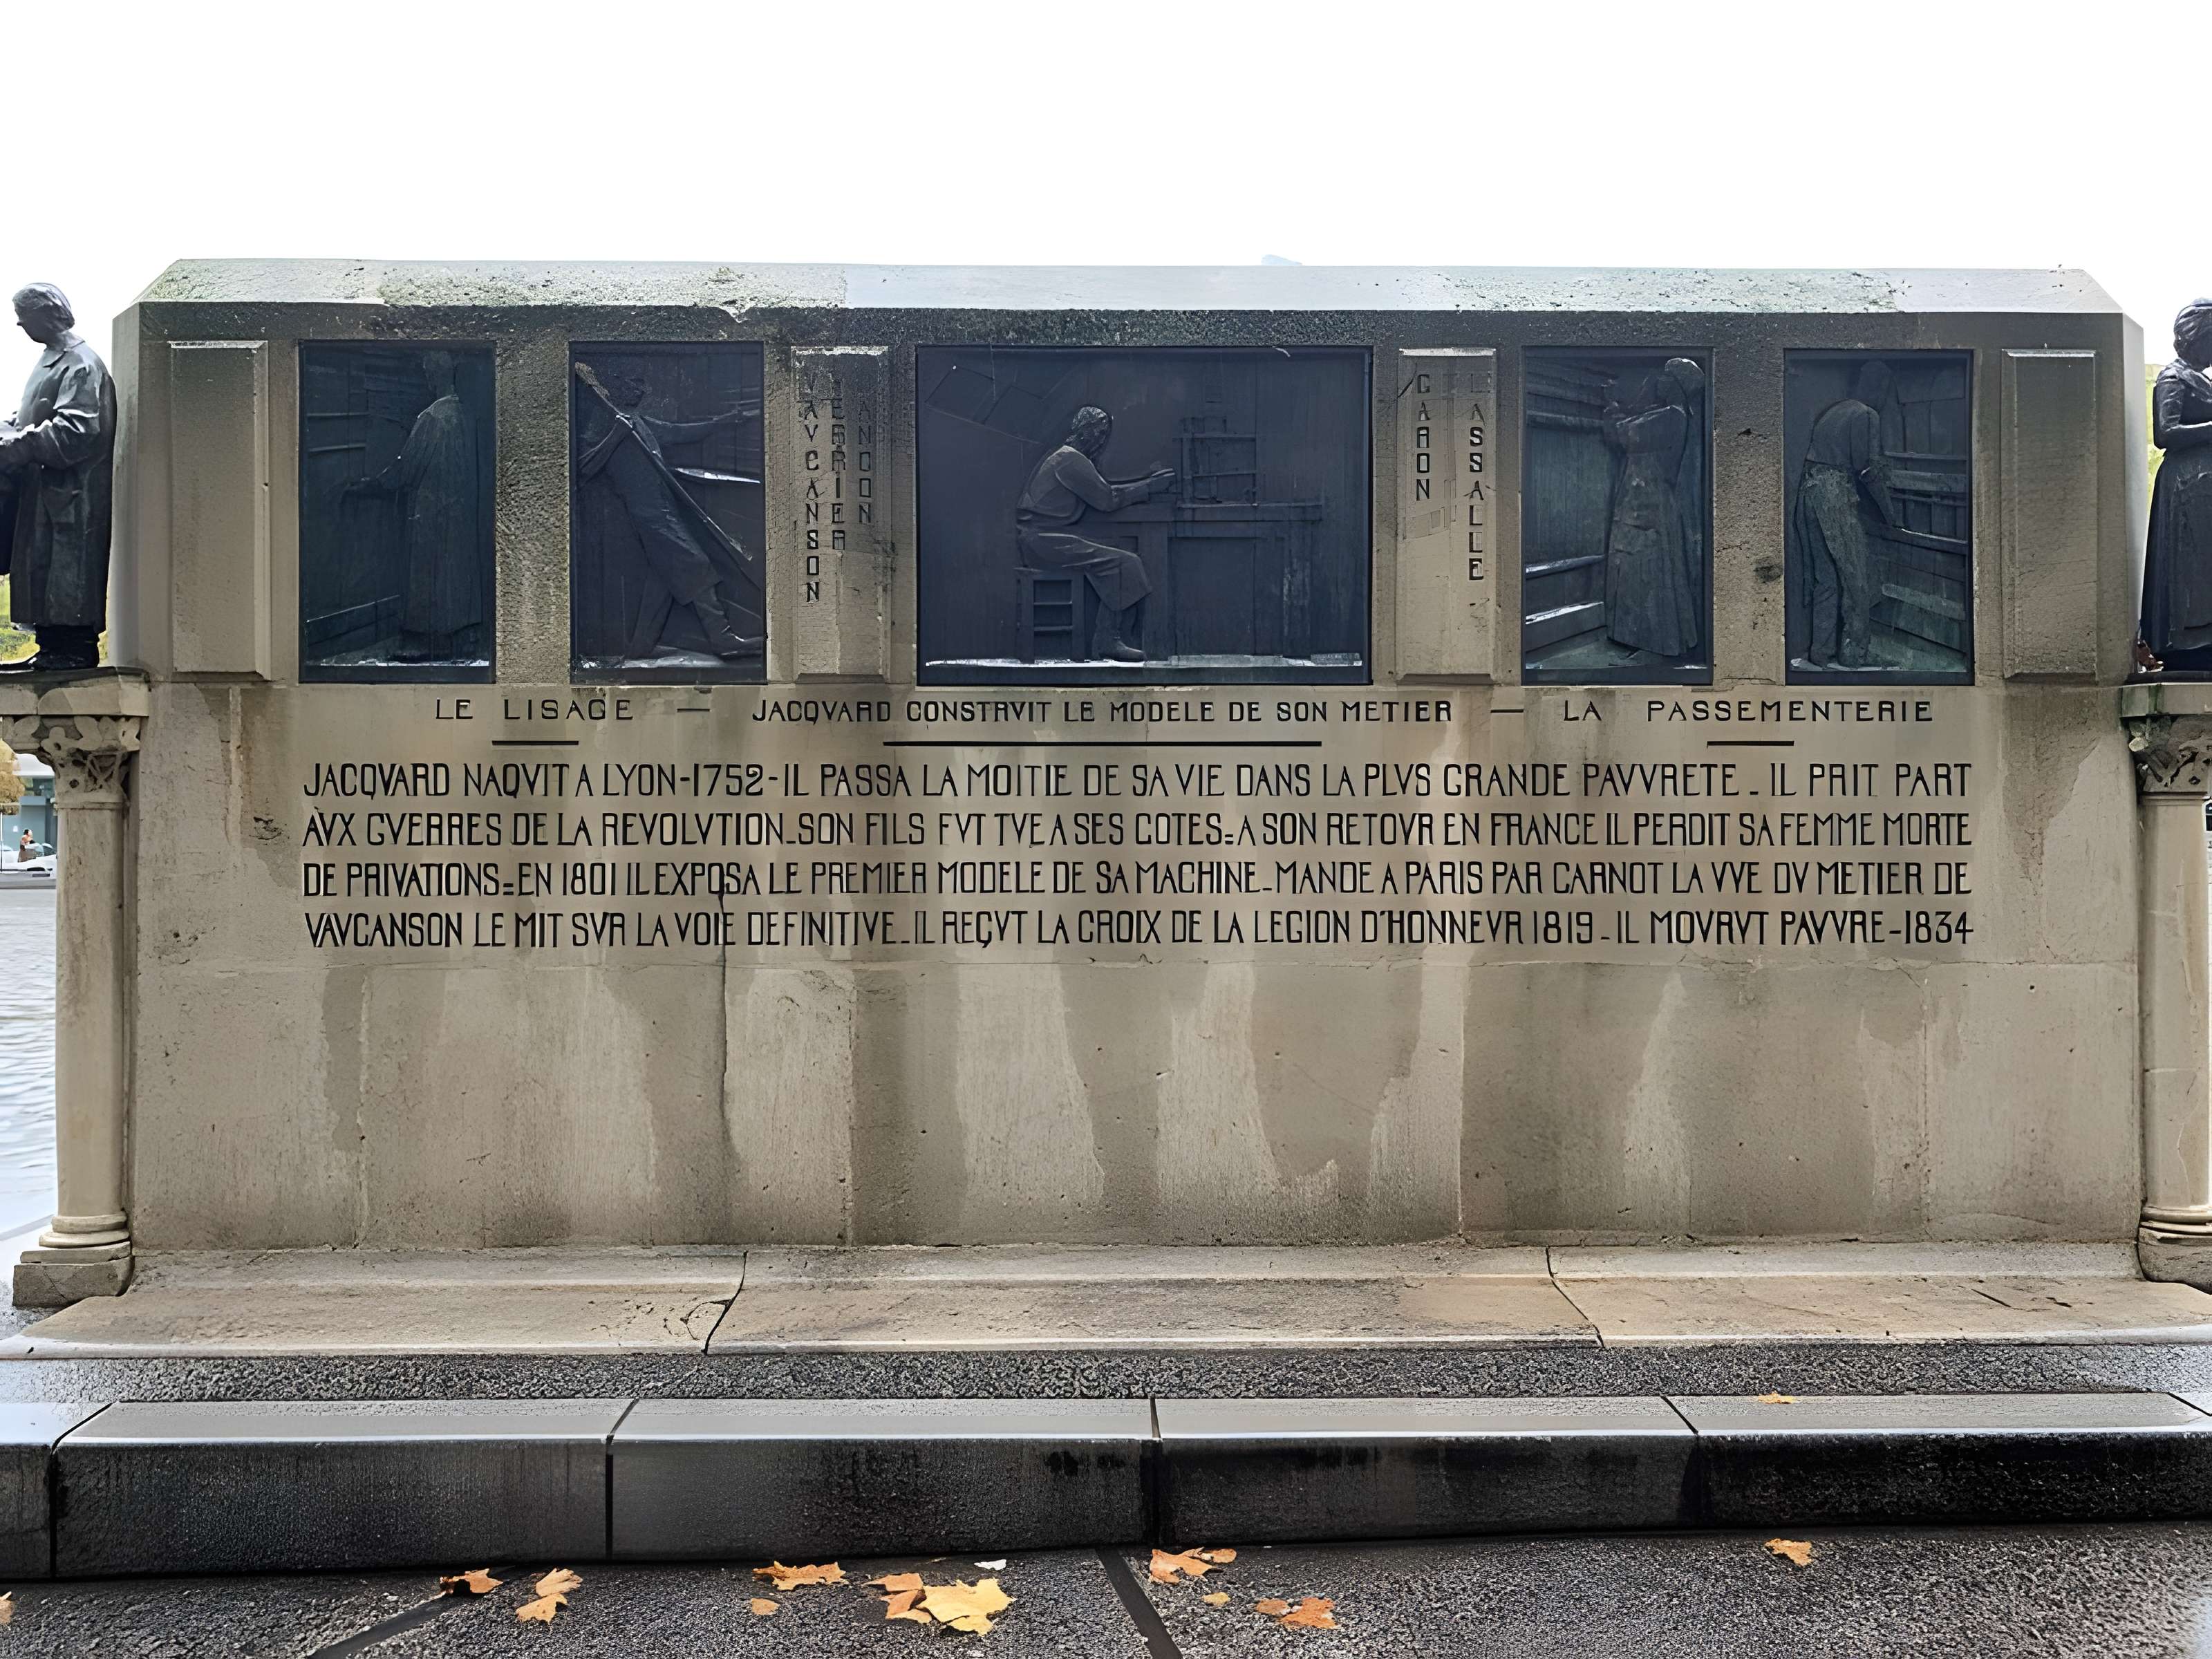 VAVCANSON
VERRIER
CARON
LASSALLE
LE LISAGE — JACQVARD CONSTRVIT LE MODELE DE SON METIER — LA PASSEMENTERIE
JACQVARD NAQVIT A LYON-1752-IL PASSA LA MOITIE DE SA VIE DANS LA PLVS GRANDE PAVVRETE - IL PRIT PART
AVX GVERRES DE LA REVOLVTION-SON FILS FVT TVE A SES COTES=A SON RETOVR EN FRANCE IL PERDIT SA FEMME MORTE
DE PRIVATIONS=EN 1801 IL EXPOSA LE PREMIER MODELE DE SA MACHINE-MANDE A PARIS PAR CARNOT LA VVE DV METIER DE
VAVCANSON LE MIT SVR LA VOIE DEFINITIVE-IL REÇVT LA CROIX DE LA LEGION D'HONNEVR 1819-IL MOVRVT PAVVRE-1834